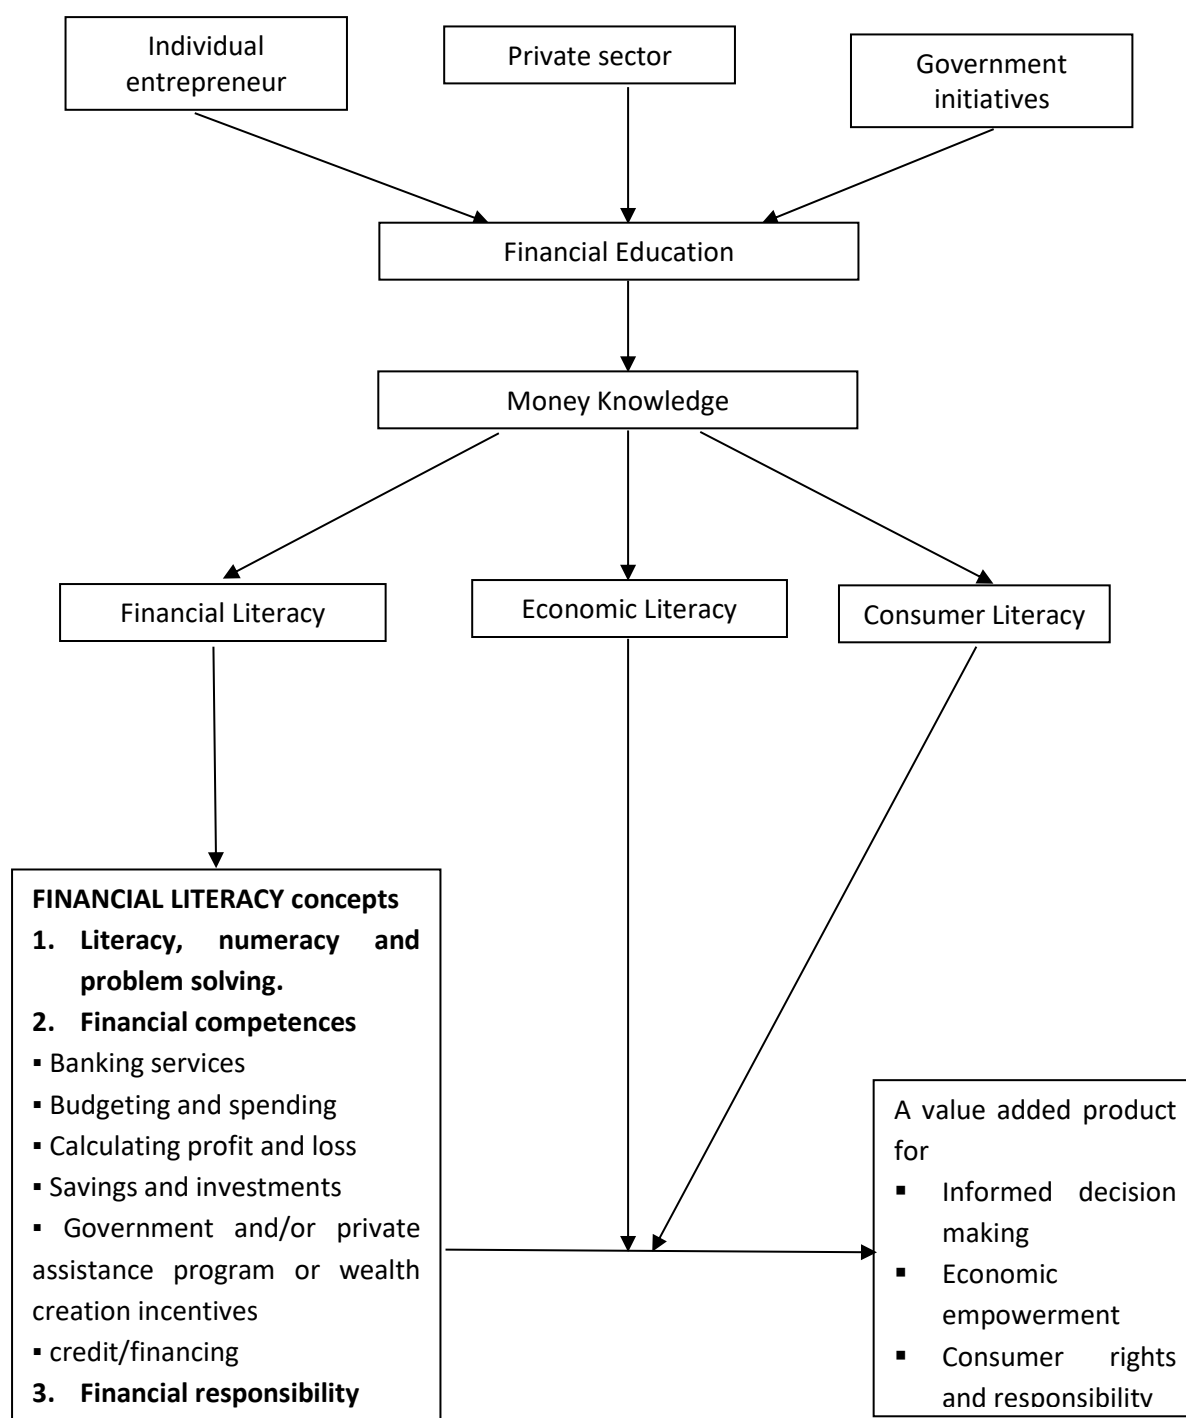 Individual
entrepreneur
Private sector
Government
initiatives
Financial Education
Money Knowledge
Financial Literacy
Economic Literacy
Consumer Literacy
FINANCIAL LITERACY concepts
1. Literacy, numeracy and
problem solving.
2. Financial competences
▪ Banking services
▪ Budgeting and spending
▪ Calculating profit and loss
▪ Savings and investments
▪ Government and/or private
assistance program or wealth
creation incentives
▪ credit/financing
3. Financial responsibility
A value added product
for
▪ Informed decision
making
▪ Economic
empowerment
▪ Consumer rights
and responsibility